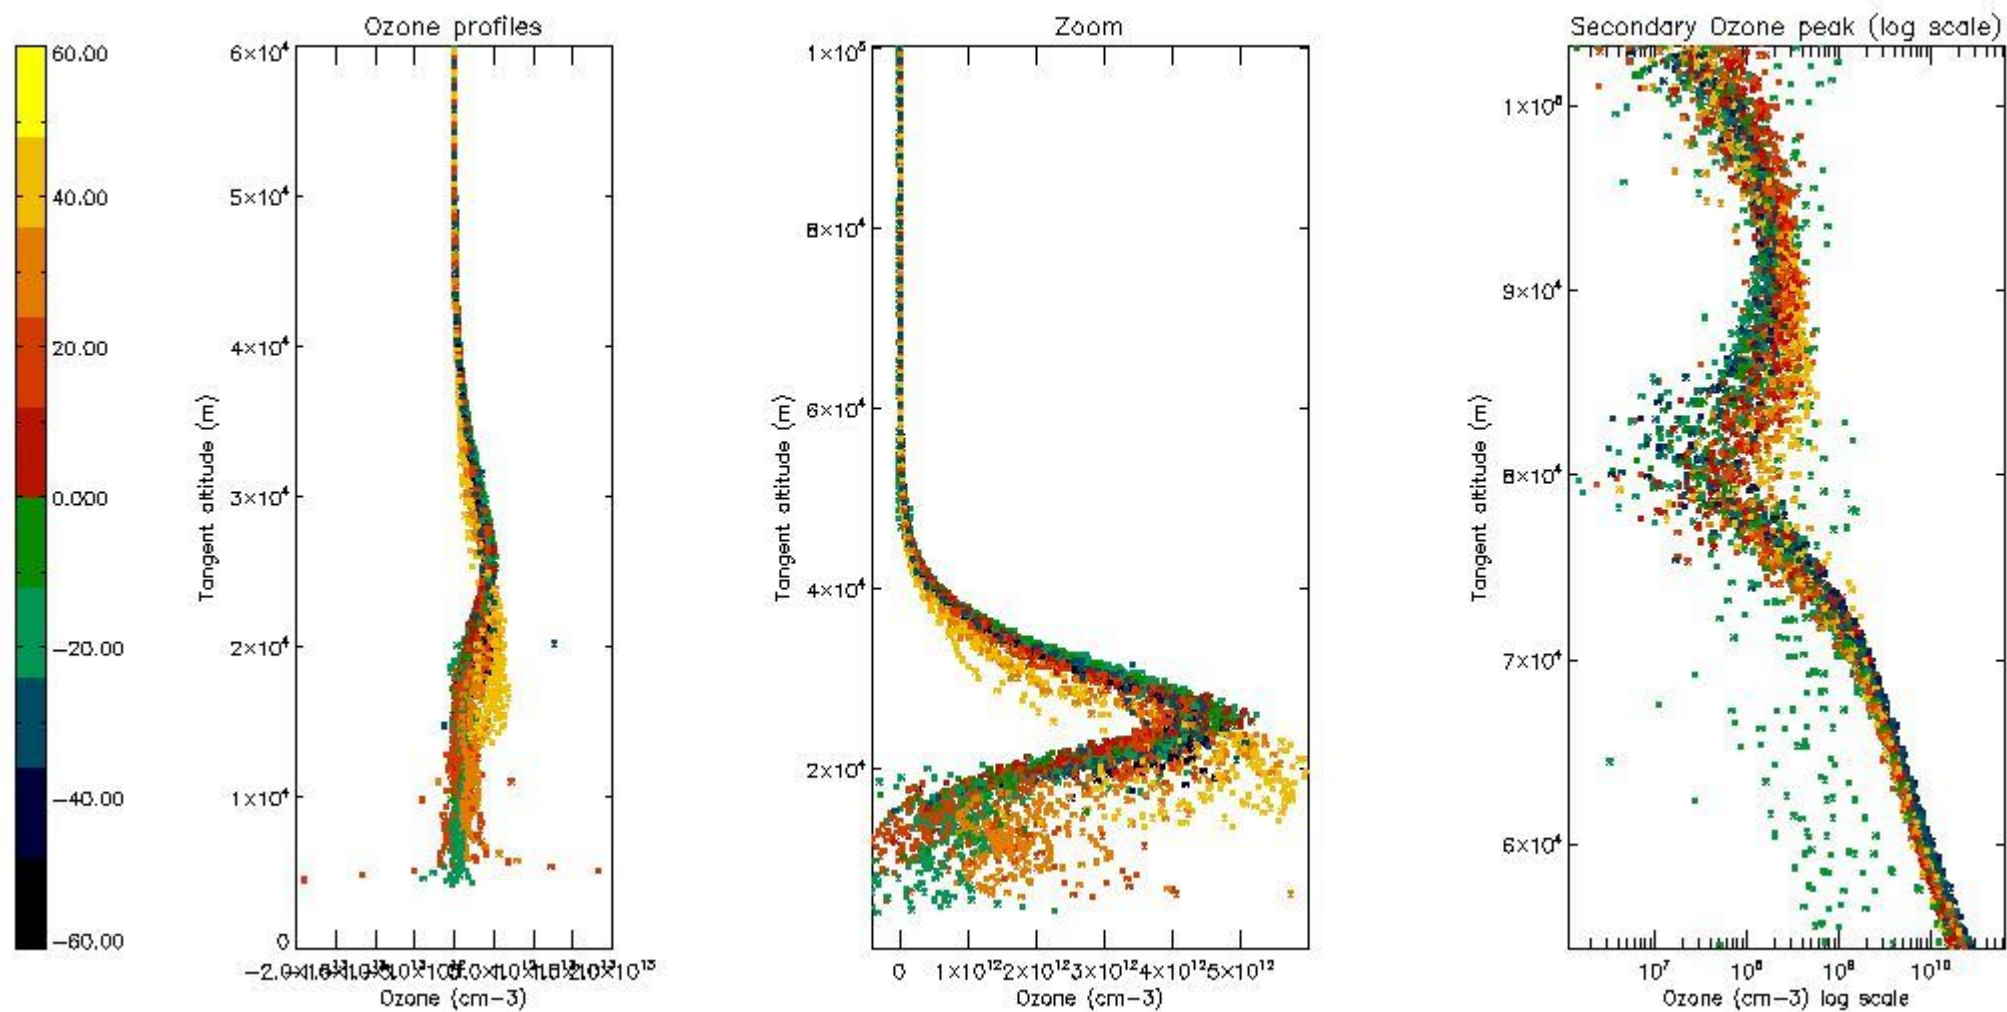 Ozone profiles
Zoom
Secondary Ozone peak (log scale)
60.00
40.00
20.00
0.000
−20.00
−40.00
−60.00
6×10⁴
5×10⁴
4×10⁴
3×10⁴
2×10⁴
1×10⁴
0
Tangent altitude (m)
2.0×10¹³
Ozone (cm−3)
1×10⁵
8×10⁴
6×10⁴
4×10⁴
2×10⁴
Tangent altitude (m)
0 1×10¹² 2×10¹² 3×10¹² 4×10¹² 5×10¹²
Ozone (cm−3)
9×10⁴
8×10⁴
7×10⁴
6×10⁴
Tangent altitude (m)
10⁷ 10⁸ 10⁹ 10¹⁰
Ozone (cm−3) log scale